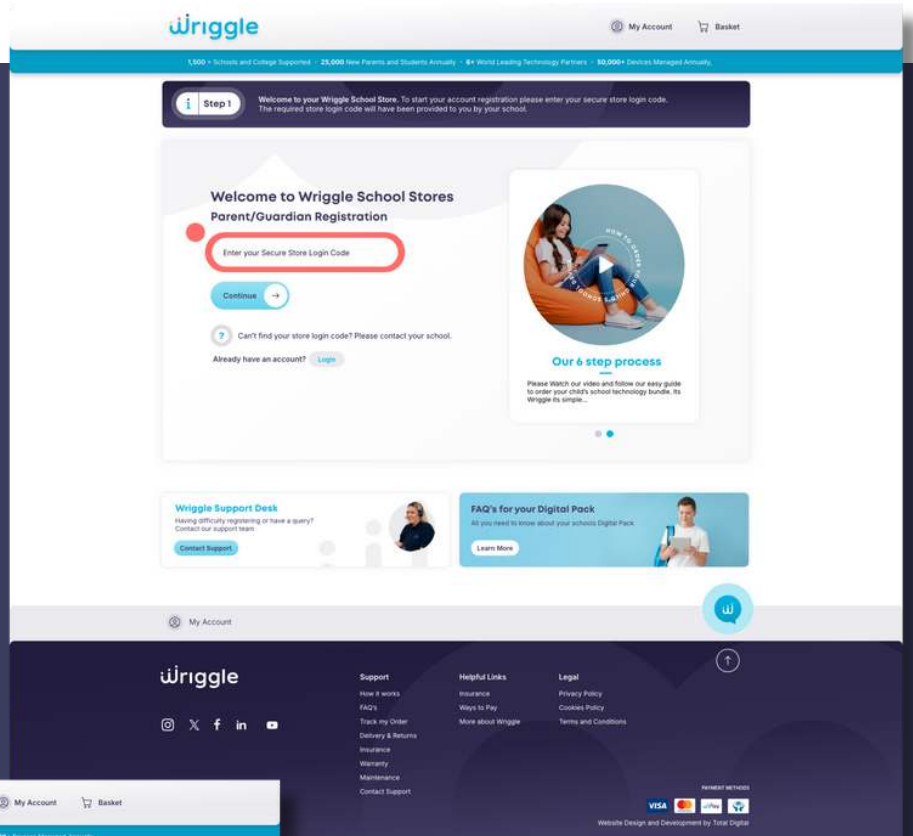 wriggle
My Account
Basket
1,500 + Schools and College Supported - 25,000 New Parents and Students Annually - 6+ World Leading Technology Partners - 50,000+ Devices Managed Annually,
i Step 1
Welcome to your Wriggle School Store. To start your account registration please enter your secure store login code.
The required store login code will have been provided to you by your school.
Welcome to Wriggle School Stores
Parent/Guardian Registration
Enter your Secure Store Login Code
Continue →
? Can't find your store login code? Please contact your school.
Already have an account? Login
HOW TO ORDER YOUR CHILD'S SCHOOL
Our 6 step process
Please Watch our video and follow our easy guide
to order your child's school technology bundle. Its
Wriggle its simple...
Wriggle Support Desk
Having difficulty registering or have a query?
Contact our support team
Contact Support
FAQ's for your Digital Pack
All you need to know about your schools Digital Pack
Learn More
My Account
wriggle
Support
How it works
FAQ's
Track my Order
Delivery & Returns
Insurance
Warranty
Maintenance
Contact Support
Helpful Links
Insurance
Ways to Pay
More about Wriggle
Legal
Privacy Policy
Cookies Policy
Terms and Conditions
PAYMENT METHODS
VISA
Website Design and Development by Total Digital
My Account
Basket